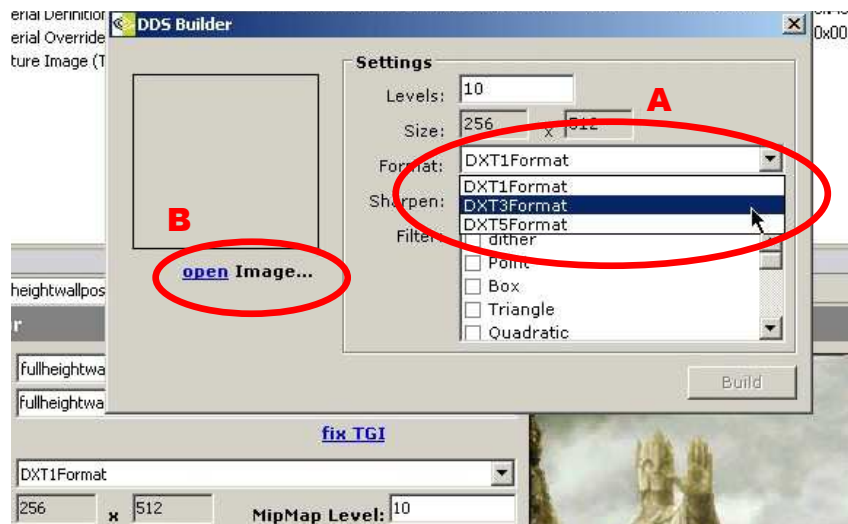 erial Definition
DDS Builder
erial Override
0x00
ture Image (T
Settings
Levels: 10
A
Size: 256 x 512
Format: DXT1Format
DXT1Format
Sharpen: DXT3Format
DXT5Format
B
Filter: dither
Point
open Image...
Box
heightwallpos
Triangle
r
Quadratic
fullheightwa
Build
fullheightwa
fix TGI
DXT1Format
256 x 512 MipMap Level: 10